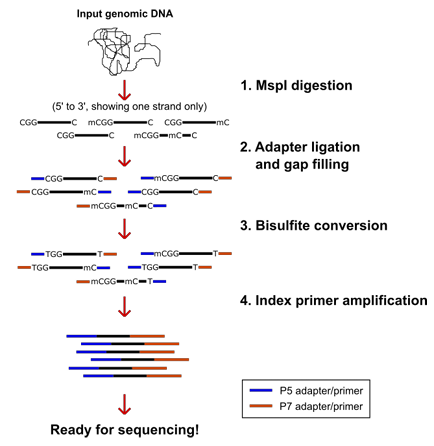 Input genomic DNA
1. MspI digestion
(5' to 3', showing one strand only)
CGG C mCGG C CGG mC
CGG C mCGG mC C
2. Adapter ligation
and gap filling
CGG C mCGG C
CGG mC CGG C
mCGG mC C
3. Bisulfite conversion
TGG T mCGG T
TGG mC TGG T
mCGG mC T
4. Index primer amplification
P5 adapter/primer
P7 adapter/primer
Ready for sequencing!